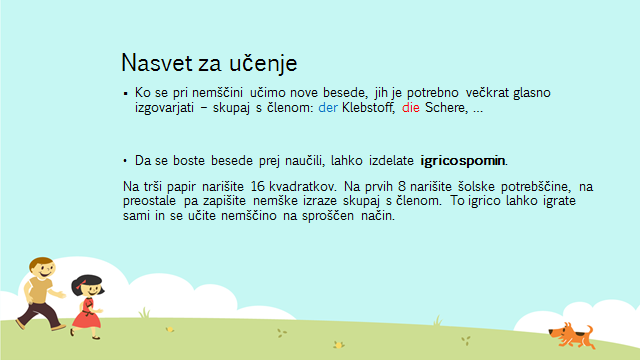 Nasvet za učenje
▪ Ko se pri nemščini učimo nove besede, jih je potrebno večkrat glasno
izgovarjati – skupaj s členom: der Klebstoff, die Schere, ...
• Da se boste besede prej naučili, lahko izdelate igrico spomin.
Na trši papir narišite 16 kvadratkov. Na prvih 8 narišite šolske potrebščine, na
preostale pa zapišite nemške izraze skupaj s členom. To igrico lahko igrate
sami in se učite nemščino na sproščen način.